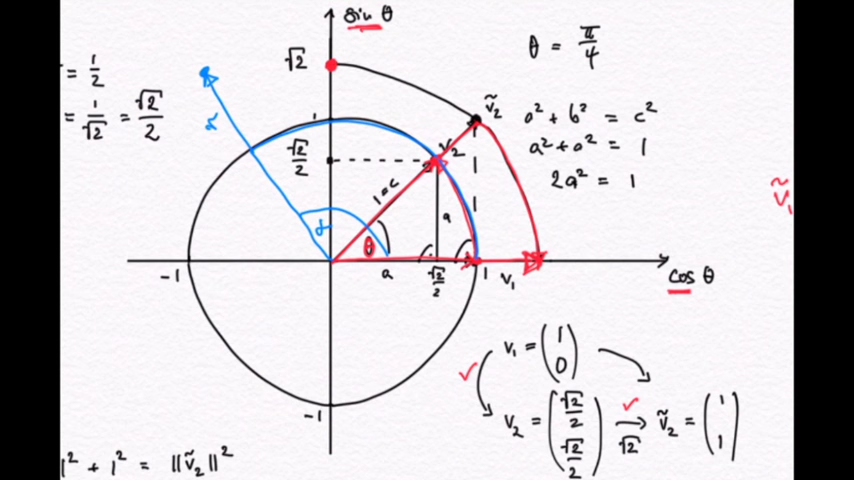 sin θ
θ = π/4
= 1/2
√2
ṽ₂
a² + b² = c²
= 1/√2 = √2/2
1
a² + a² = 1
√2/2
v₂
2a² = 1
1 = c
ṽ₁
a
α
θ
-1
a
√2/2
1
v₁
cos θ
v₁ = (1 0)
-1
v₂ = (√2/2 √2/2) → √2 ṽ₂ = (1 1)
1² + 1² = ||ṽ₂||²